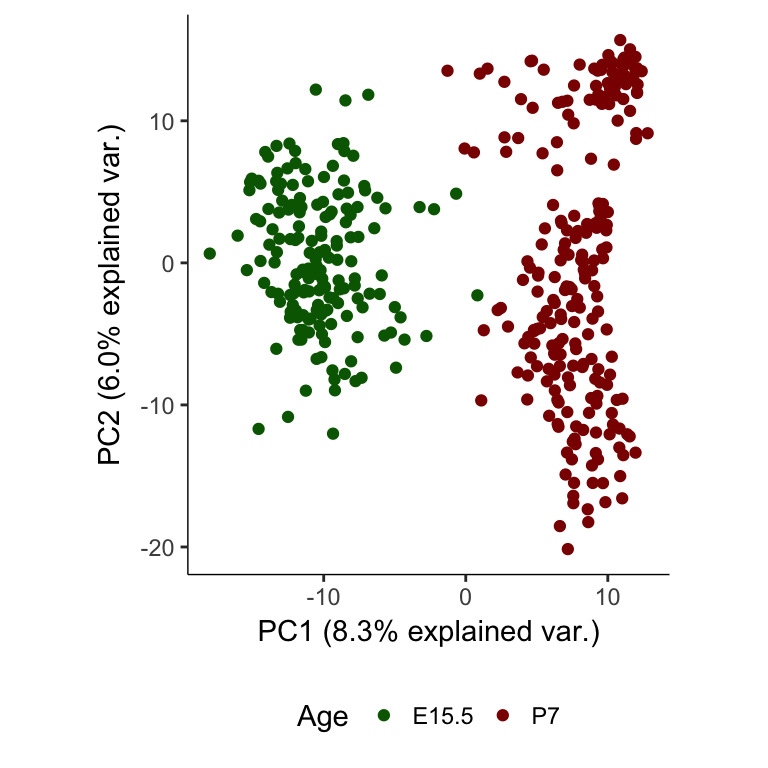 PC2 (6.0% explained var.)
10
0
-10
-20
-10
0
10
PC1 (8.3% explained var.)
Age
E15.5
P7